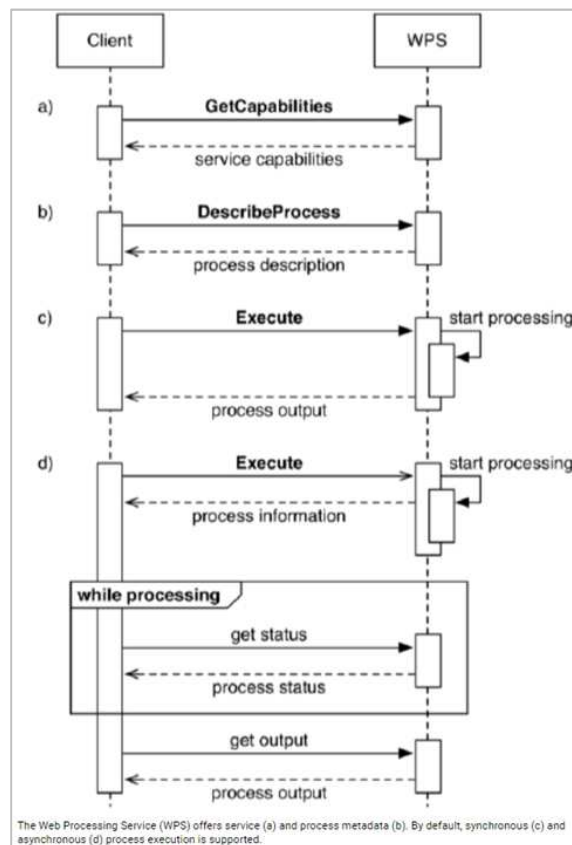 Client WPS
a) GetCapabilities
service capabilities
b) DescribeProcess
process description
c) Execute start processing
process output
d) Execute start processing
process information
while processing
get status
process status
get output
process output
The Web Processing Service (WPS) offers service (a) and process metadata (b). By default, synchronous (c) and
asynchronous (d) process execution is supported.